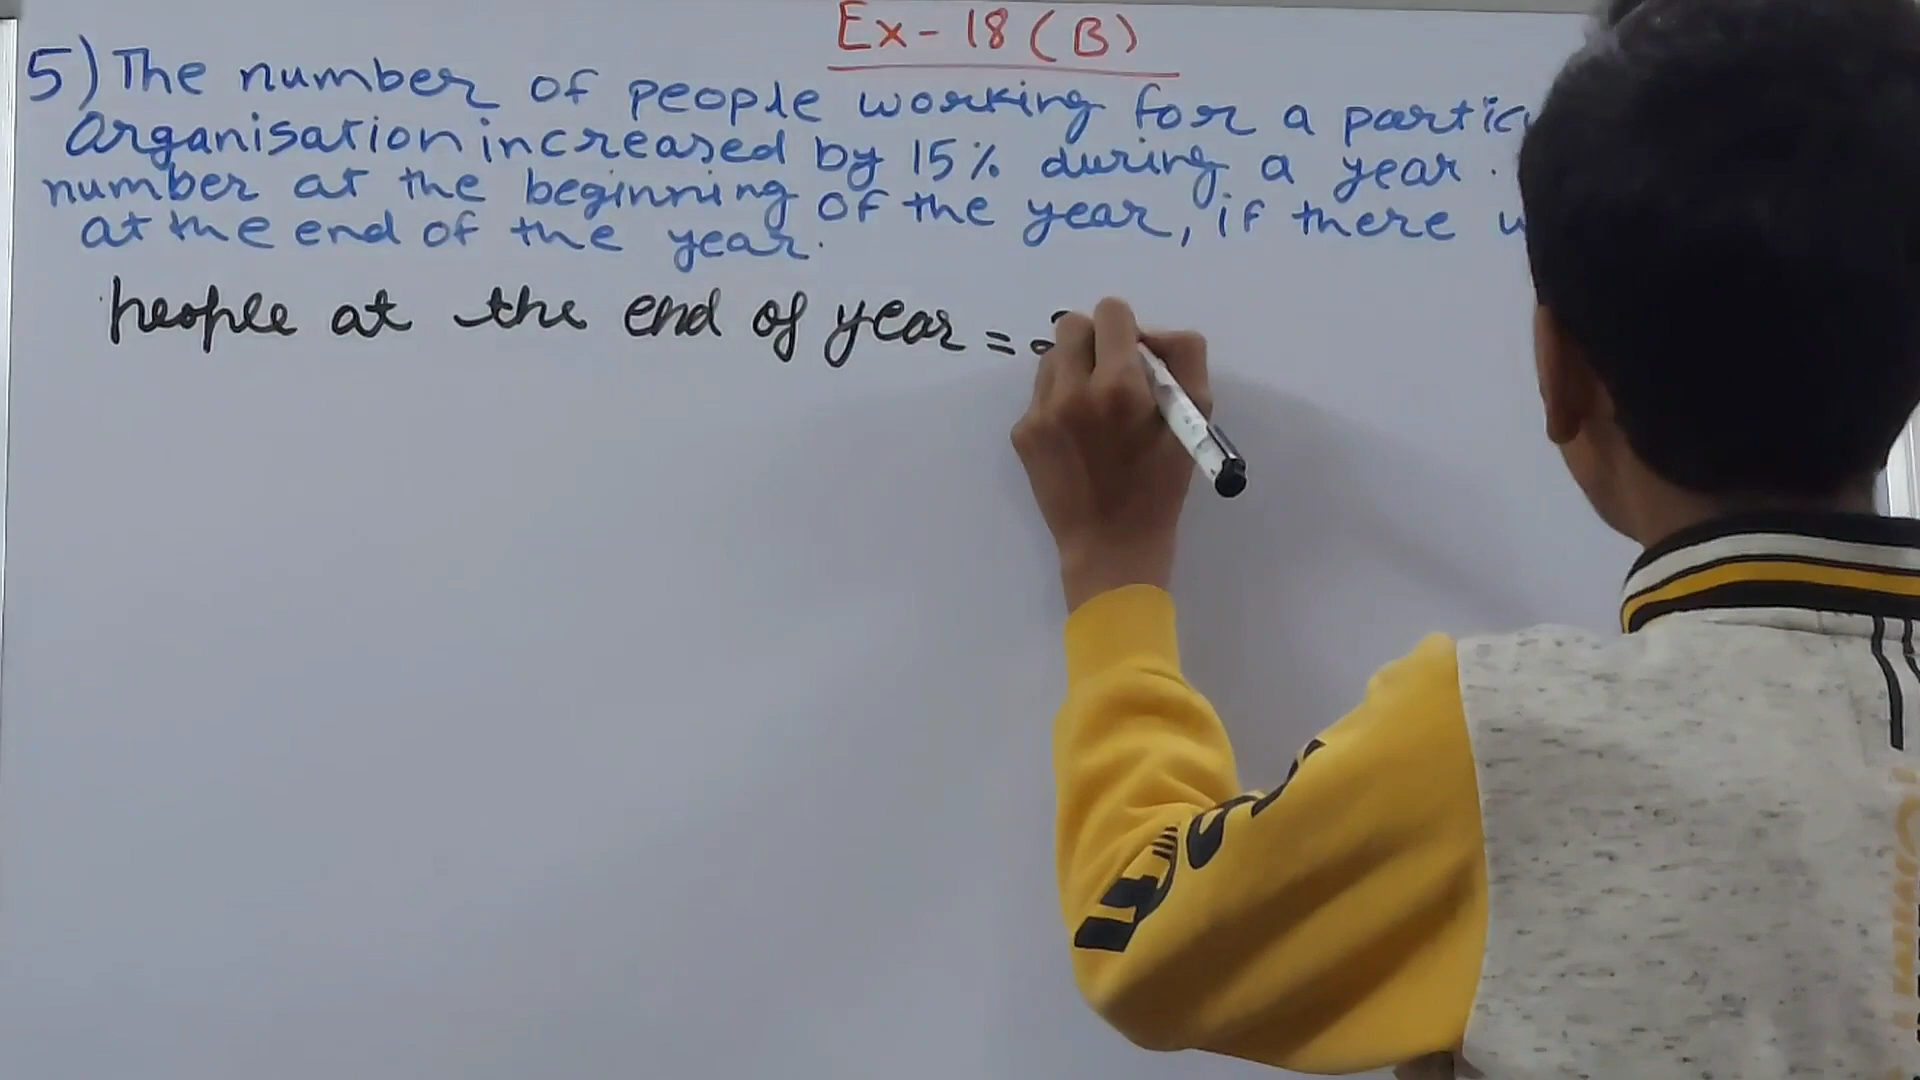 Ex - 18 (B)
5) The number of people working for a partic
Organisation increased by 15% during a year.
number at the beginning of the year, if there
at the end of the year.
people at the end of year = 2